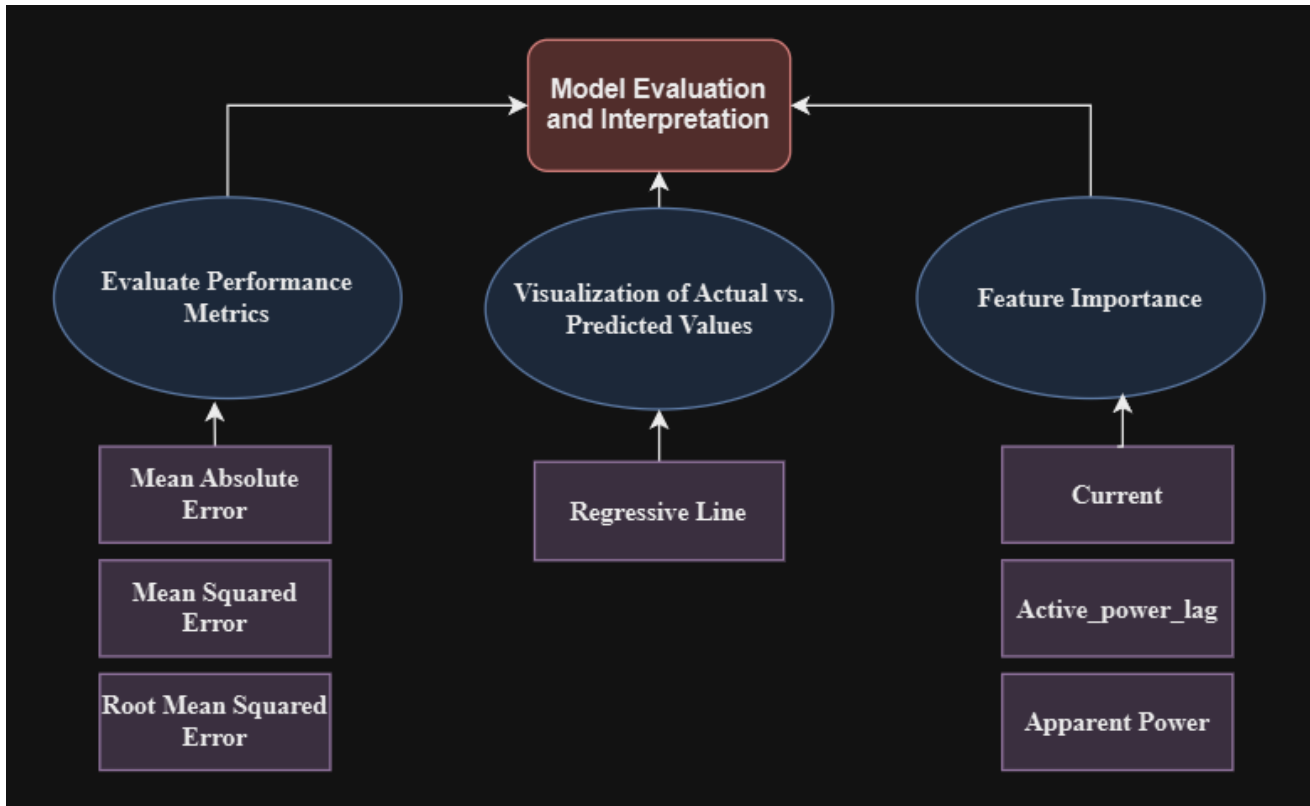 Model Evaluation
and Interpretation
Evaluate Performance
Metrics
Visualization of Actual vs.
Predicted Values
Feature Importance
Mean Absolute
Error
Mean Squared
Error
Root Mean Squared
Error
Regressive Line
Current
Active_power_lag
Apparent Power